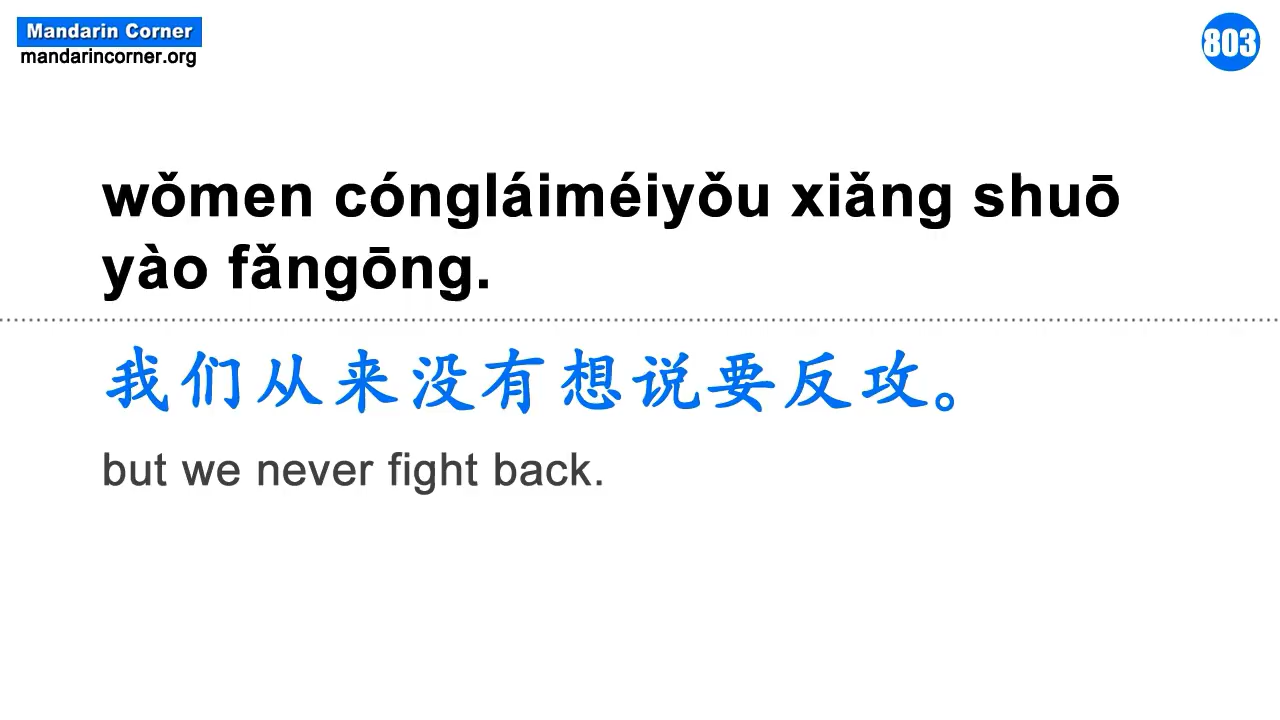 Mandarin Corner
mandarincorner.org
803
wǒmen cóngláiméiyǒu xiǎng shuō
yào fǎngōng.
我们从来没有想说要反攻。
but we never fight back.